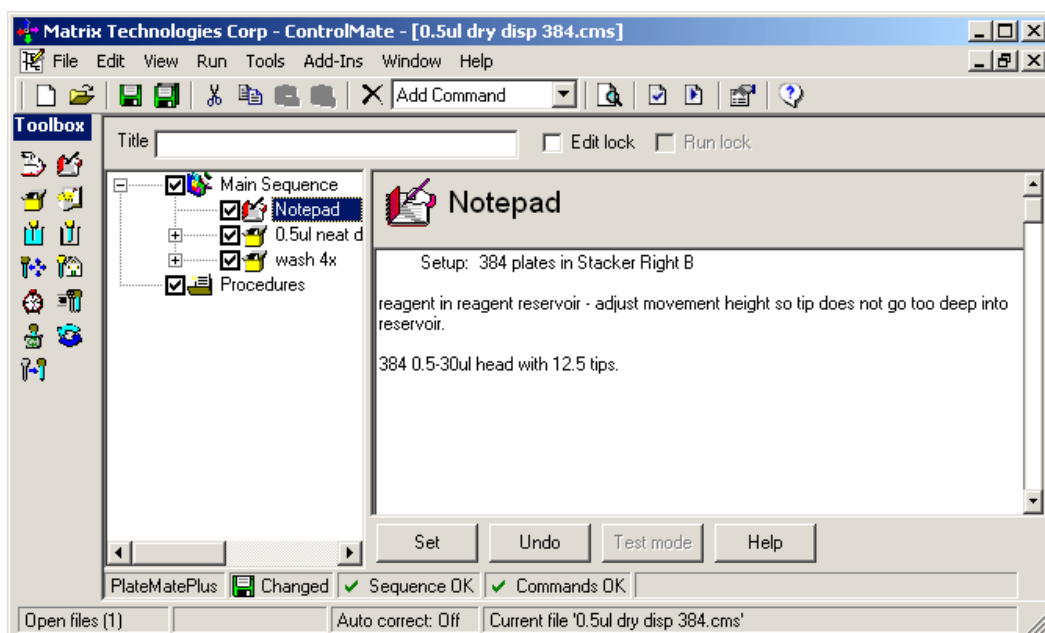 Matrix Technologies Corp - ControlMate - [0.5ul dry disp 384.cms]
File Edit View Run Tools Add-Ins Window Help
Add Command
Toolbox
Title
Edit lock
Run lock
Main Sequence
Notepad
0.5ul neat d
wash 4x
Procedures
Notepad
Setup: 384 plates in Stacker Right B
reagent in reagent reservoir - adjust movement height so tip does not go too deep into
reservoir.
384 0.5-30ul head with 12.5 tips.
Set Undo Test mode Help
PlateMatePlus Changed Sequence OK Commands OK
Open files (1) Auto correct: Off Current file '0.5ul dry disp 384.cms'